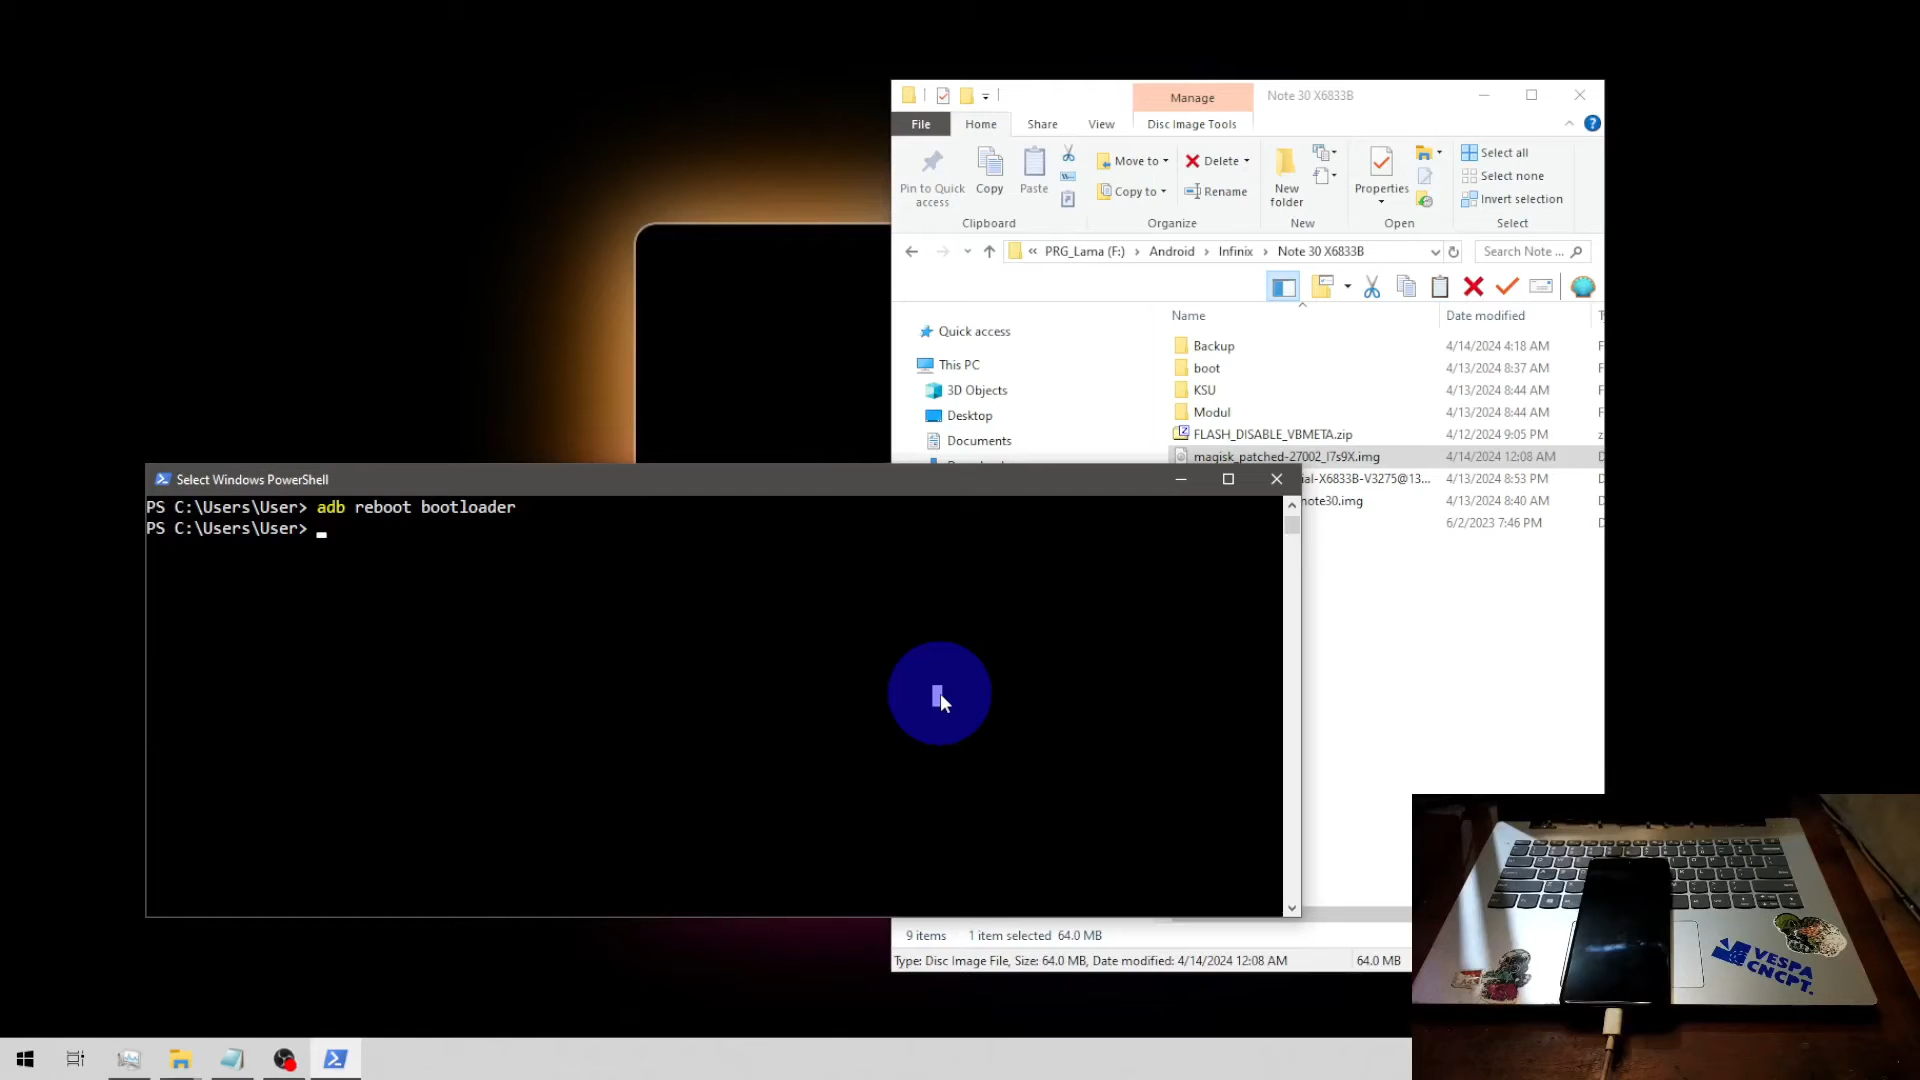 Manage
Note 30 X6833B
File
Home
Share
View
Disc Image Tools
Pin to Quick access
Copy
Paste
Move to
Copy to
Delete
Rename
New folder
Properties
Select all
Select none
Invert selection
Clipboard
Organize
New
Open
Select
« PRG_Lama (F:) > Android > Infinix > Note 30 X6833B
Search Note ...
Name
Date modified
Quick access
This PC
3D Objects
Desktop
Documents
Backup 4/14/2024 4:18 AM F
boot 4/13/2024 8:37 AM F
KSU 4/13/2024 8:44 AM F
Modul 4/13/2024 8:44 AM F
FLASH_DISABLE_VBMETA.zip 4/12/2024 9:05 PM z
magisk_patched-27002_I7s9X.img 4/14/2024 12:08 AM D
ial-X6833B-V3275@13... 4/13/2024 8:53 PM D
note30.img 4/13/2024 8:40 AM D
6/2/2023 7:46 PM D
Select Windows PowerShell
PS C:\Users\User> adb reboot bootloader
PS C:\Users\User>
9 items 1 item selected 64.0 MB
Type: Disc Image File, Size: 64.0 MB, Date modified: 4/14/2024 12:08 AM 64.0 MB
VESPA
CNCPT.